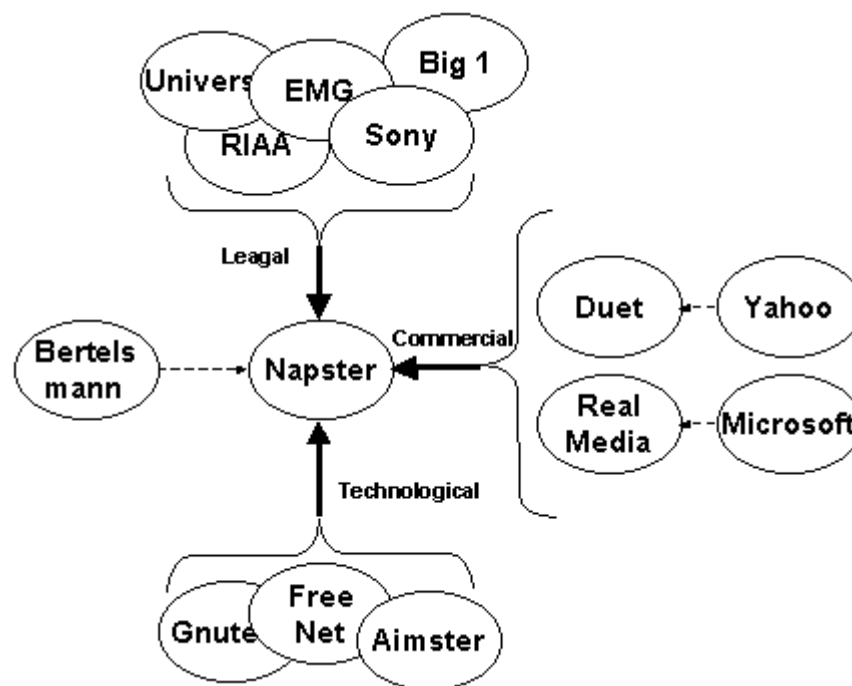 Univers
EMG
Big 1
RIAA
Sony
Leagal
Bertels
mann
Napster
Commercial
Duet
Yahoo
Real
Media
Microsoft
Technological
Gnute
Free
Net
Aimster